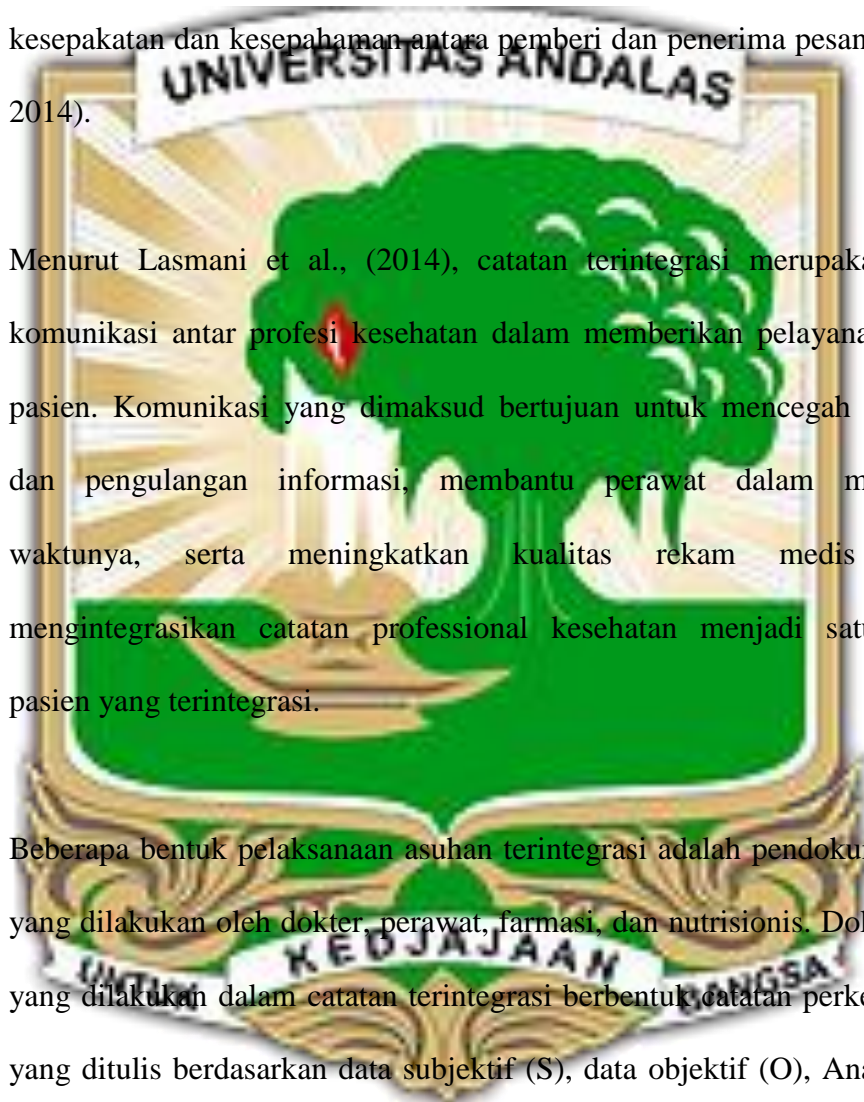 kesepakatan dan kesepahaman antara pemberi dan penerima pesan
UNIVERSITAS ANDALAS
2014).
Menurut Lasmani et al., (2014), catatan terintegrasi merupaka
komunikasi antar profesi kesehatan dalam memberikan pelayana
pasien. Komunikasi yang dimaksud bertujuan untuk mencegah
dan pengulangan informasi, membantu perawat dalam m
waktunya, serta meningkatkan kualitas rekam medis
mengintegrasikan catatan professional kesehatan menjadi satu
pasien yang terintegrasi.
Beberapa bentuk pelaksanaan asuhan terintegrasi adalah pendoku
yang dilakukan oleh dokter, perawat, farmasi, dan nutrisionis. Do
UNTUK KEDJAJAAN BANGSA
yang dilakukan dalam catatan terintegrasi berbentuk catatan perke
yang ditulis berdasarkan data subjektif (S), data objektif (O), Ana